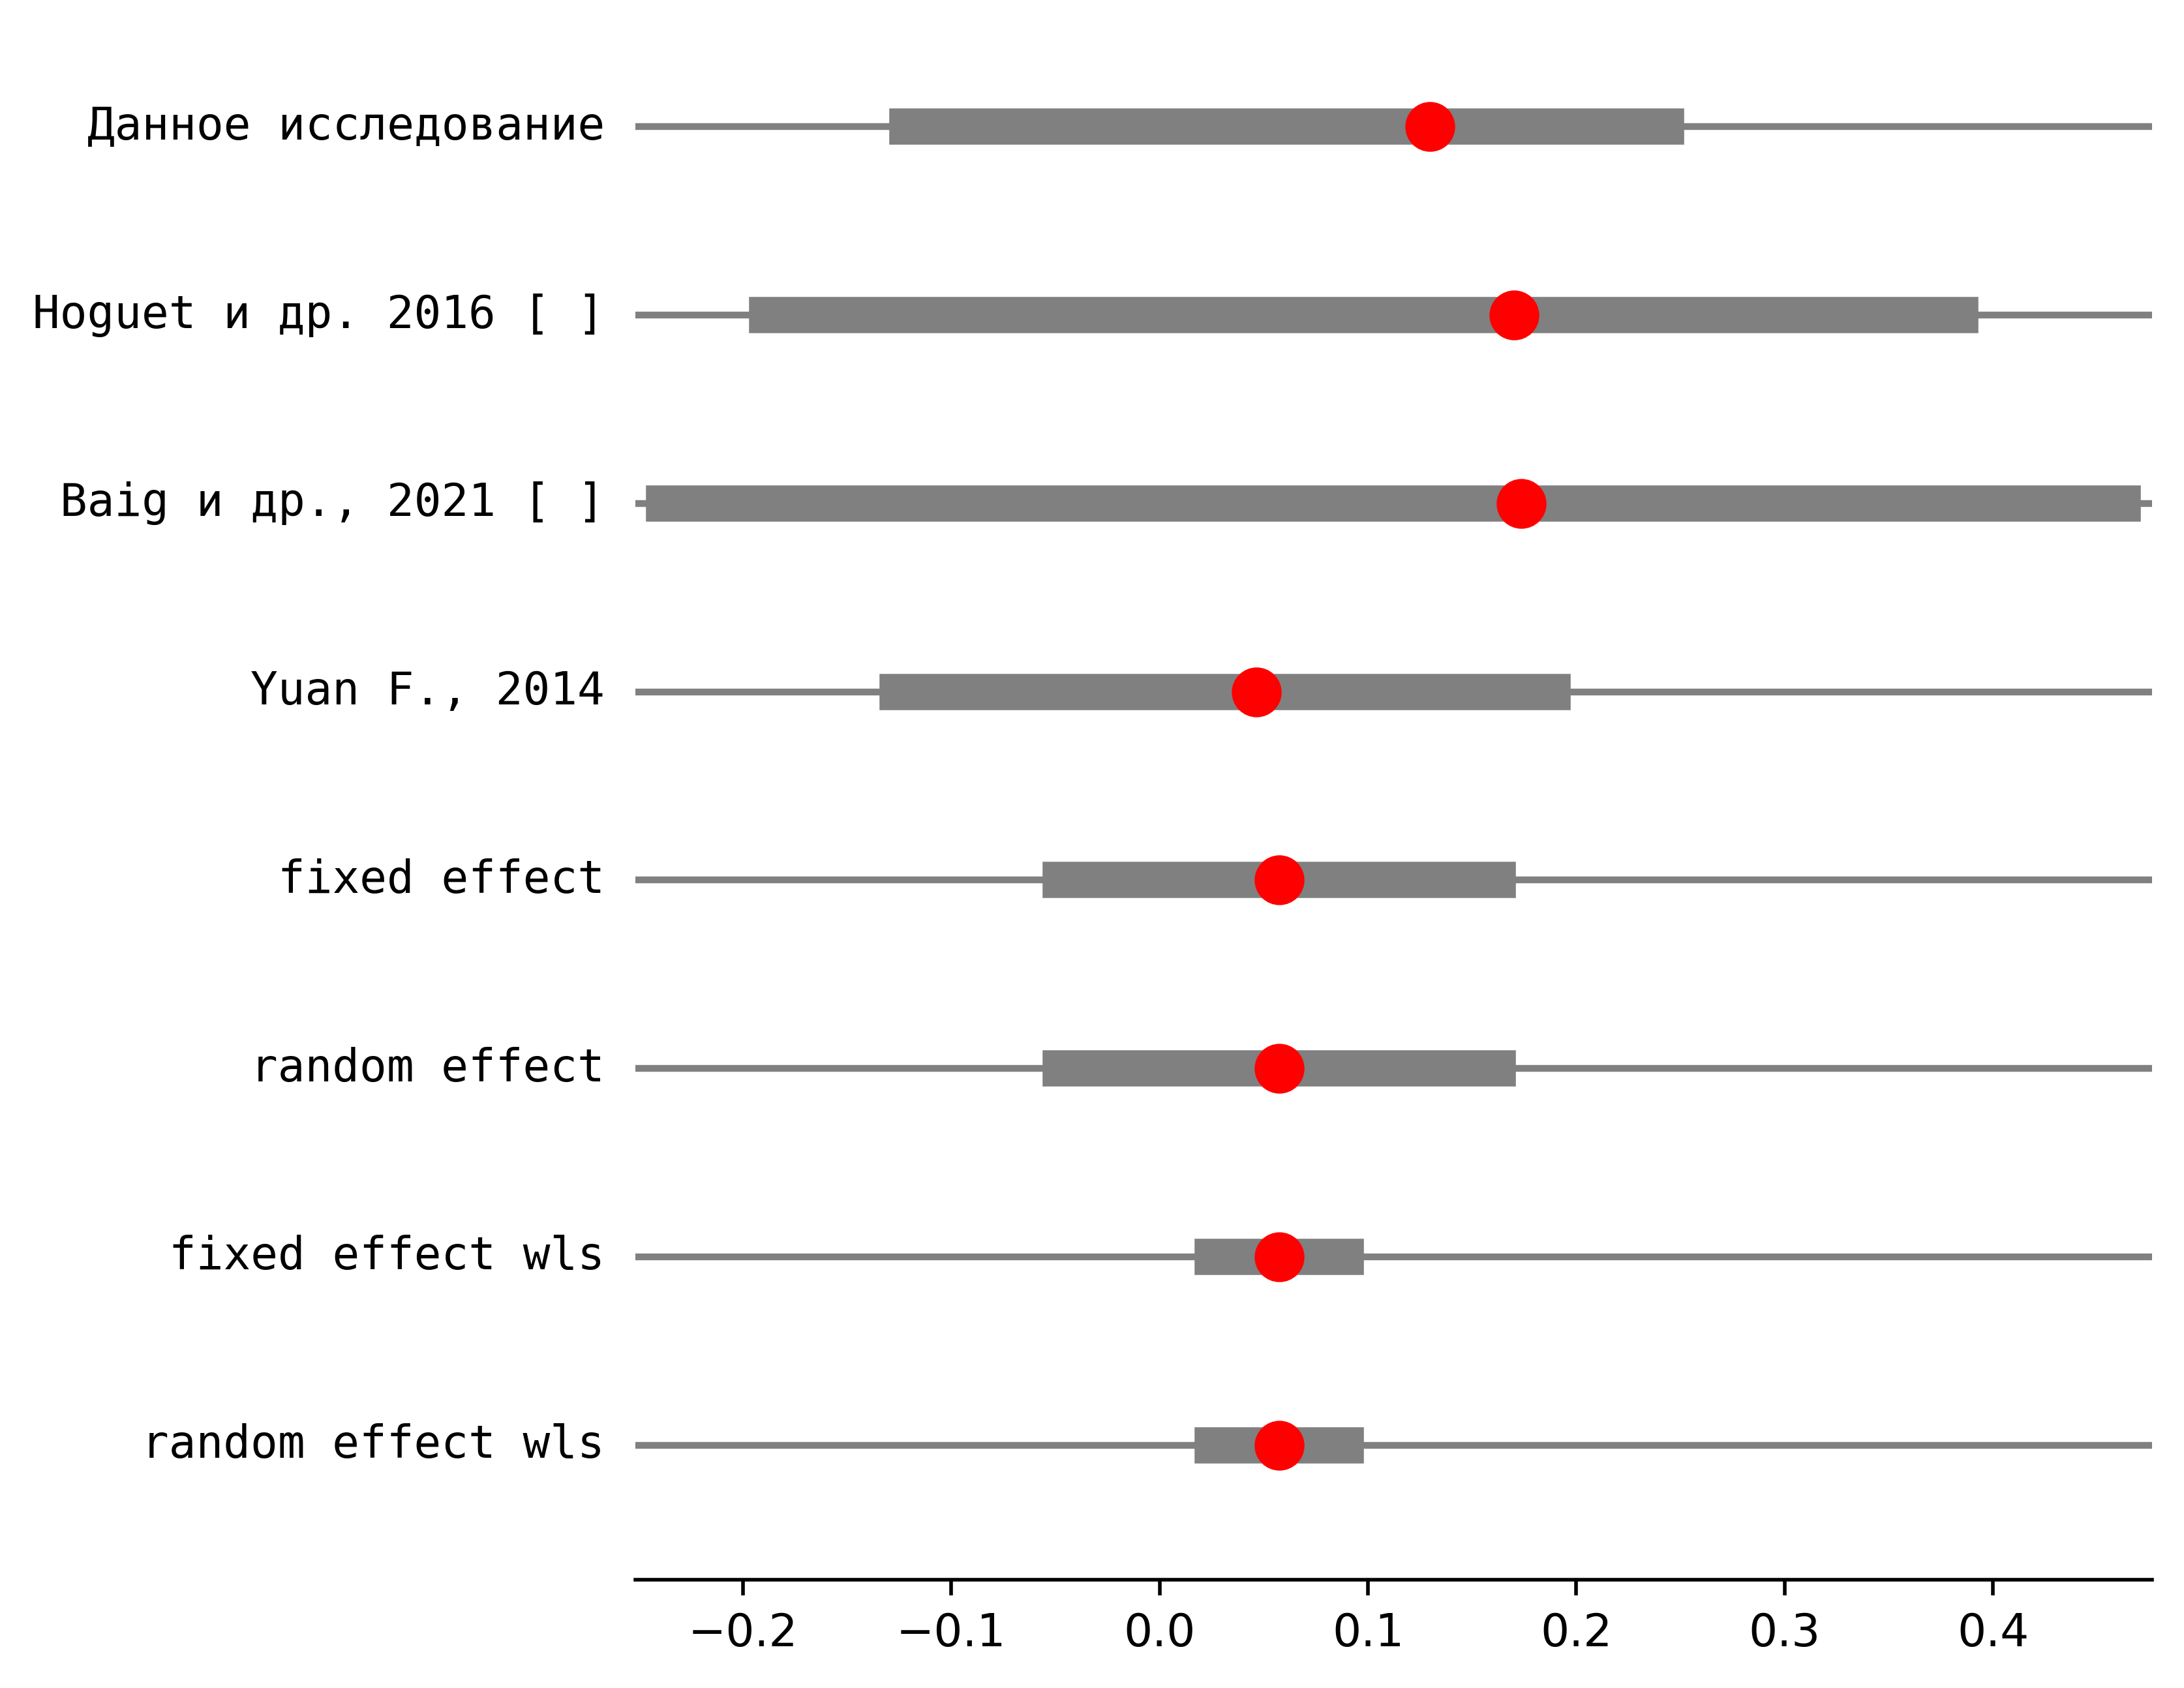 Данное исследование
Hoguet и др. 2016 [ ]
Baig и др., 2021 [ ]
Yuan F., 2014
fixed effect
random effect
fixed effect wls
random effect wls
−0.2 −0.1 0.0 0.1 0.2 0.3 0.4